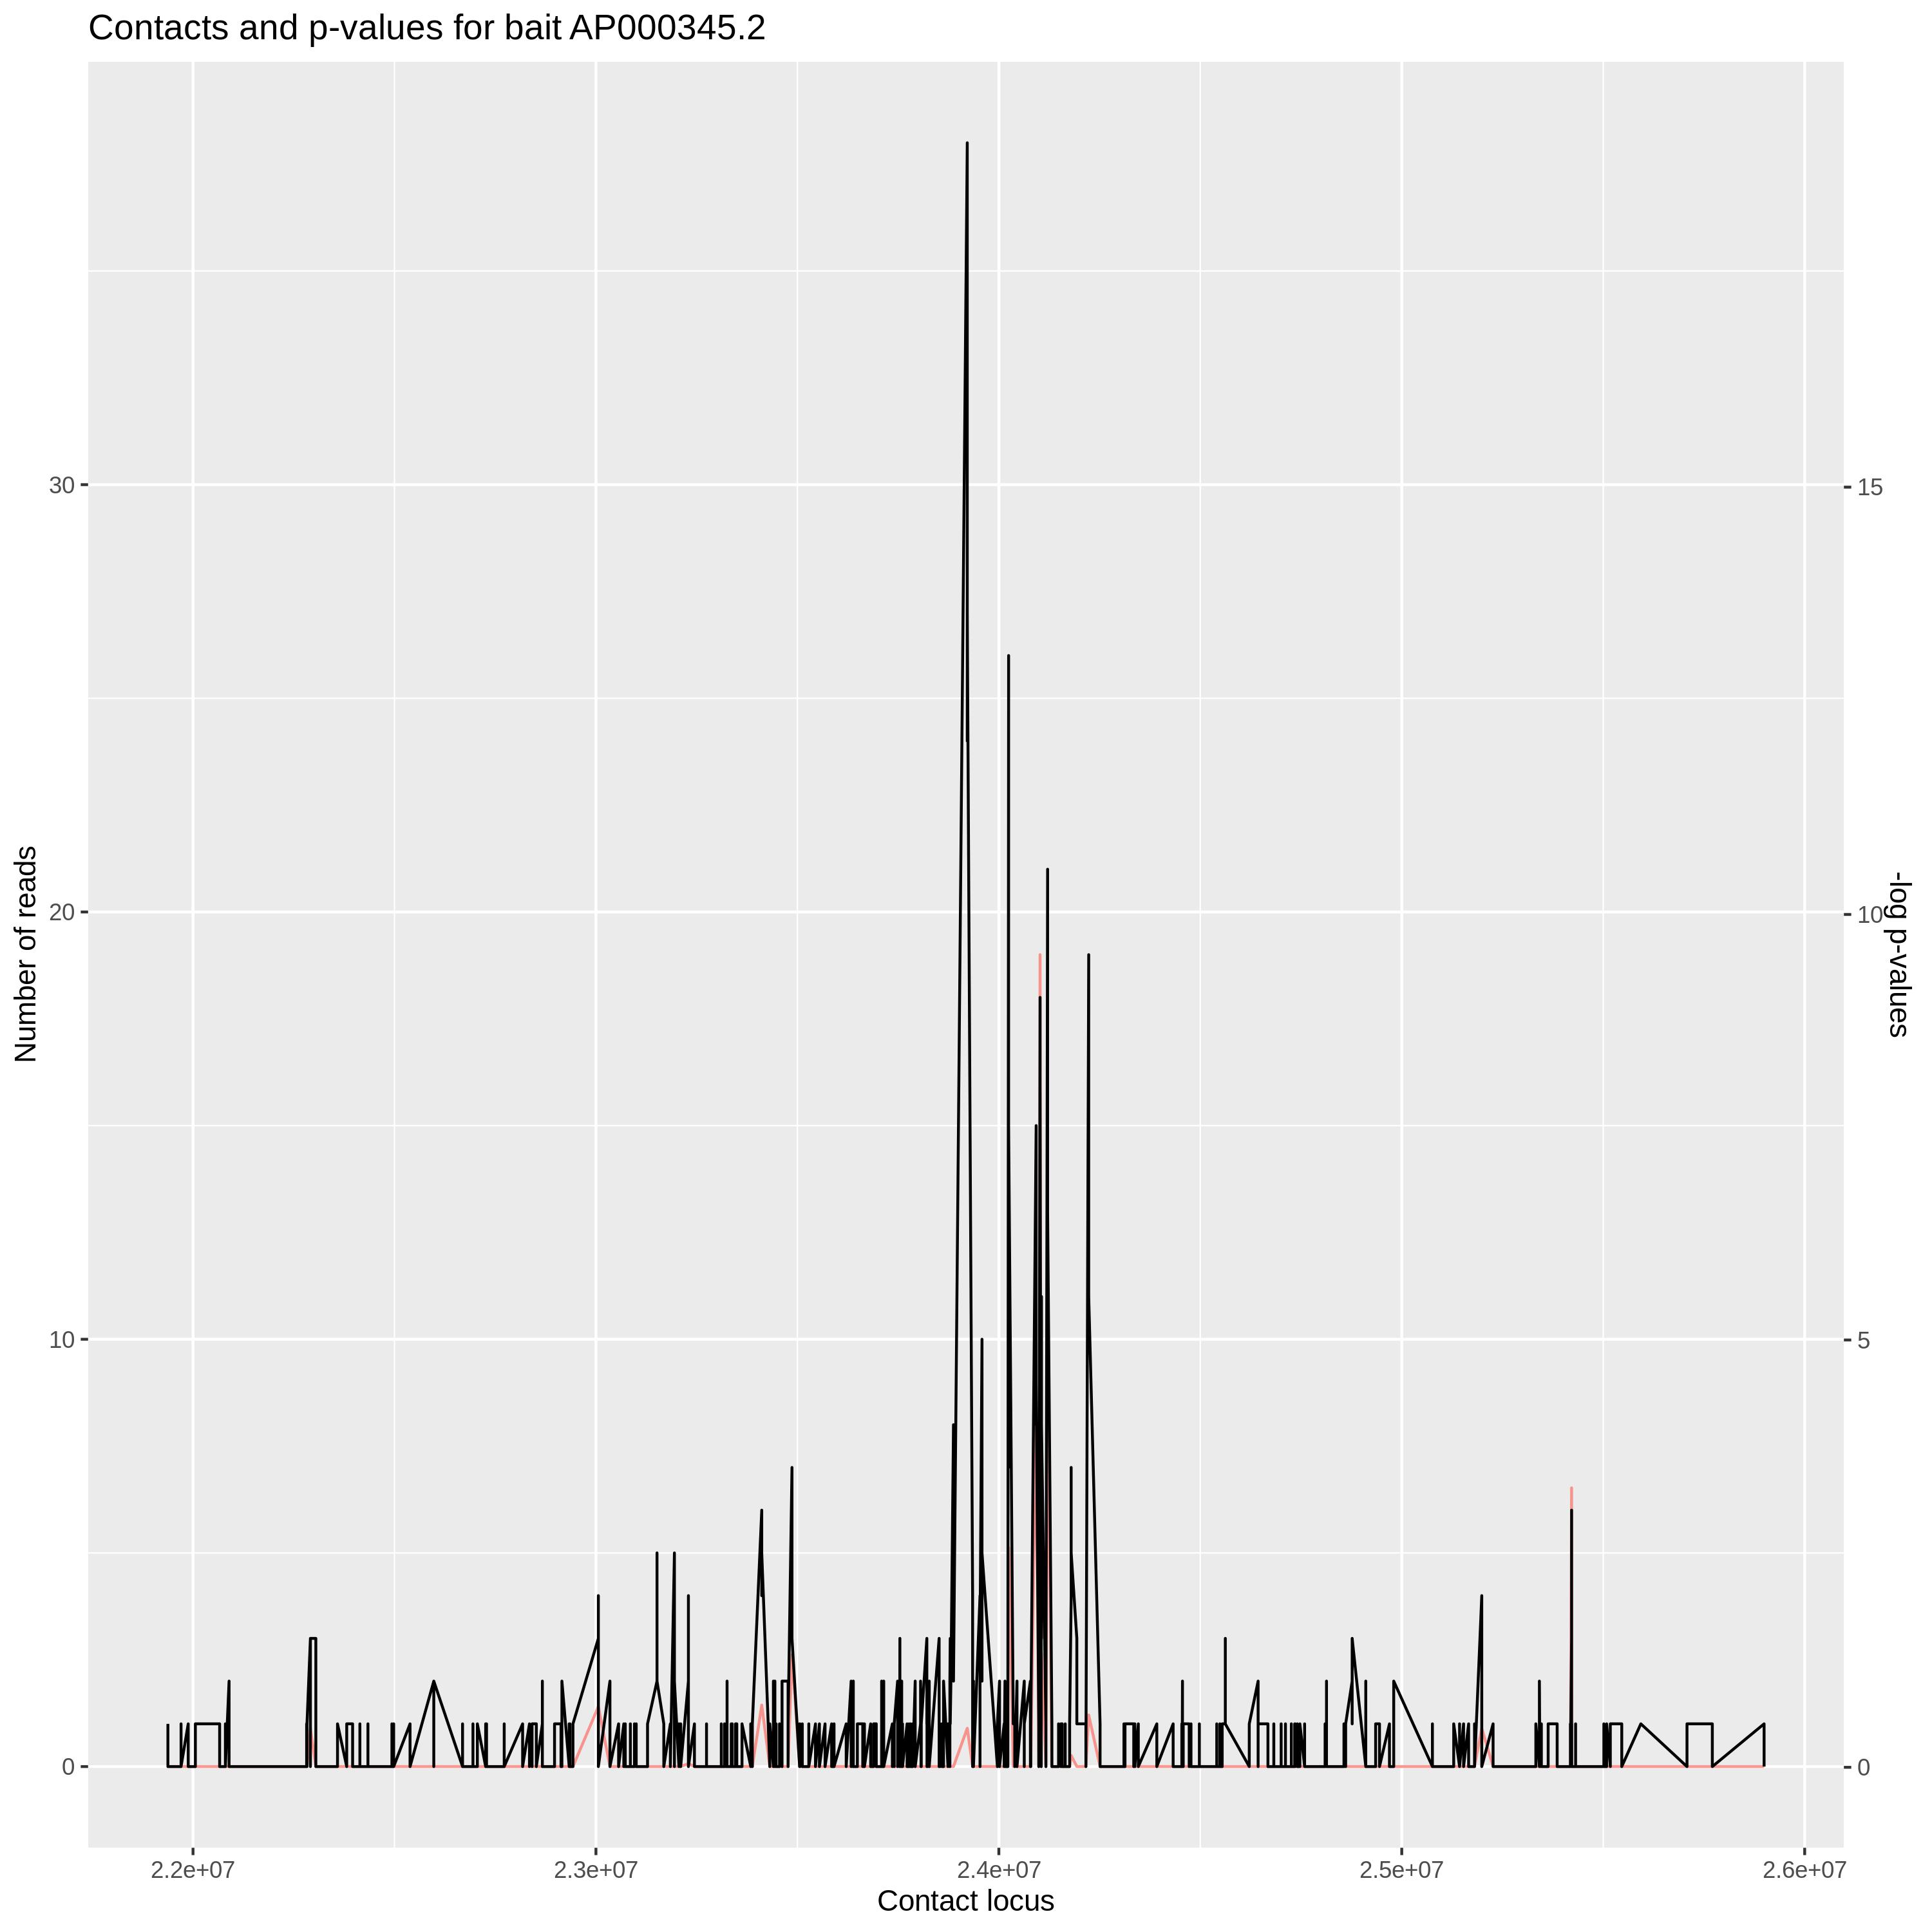 Contacts and p-values for bait AP000345.2
30
20
10
0
Number of reads
15
10
5
0
-log p-values
2.2e+07 2.3e+07 2.4e+07 2.5e+07 2.6e+07
Contact locus